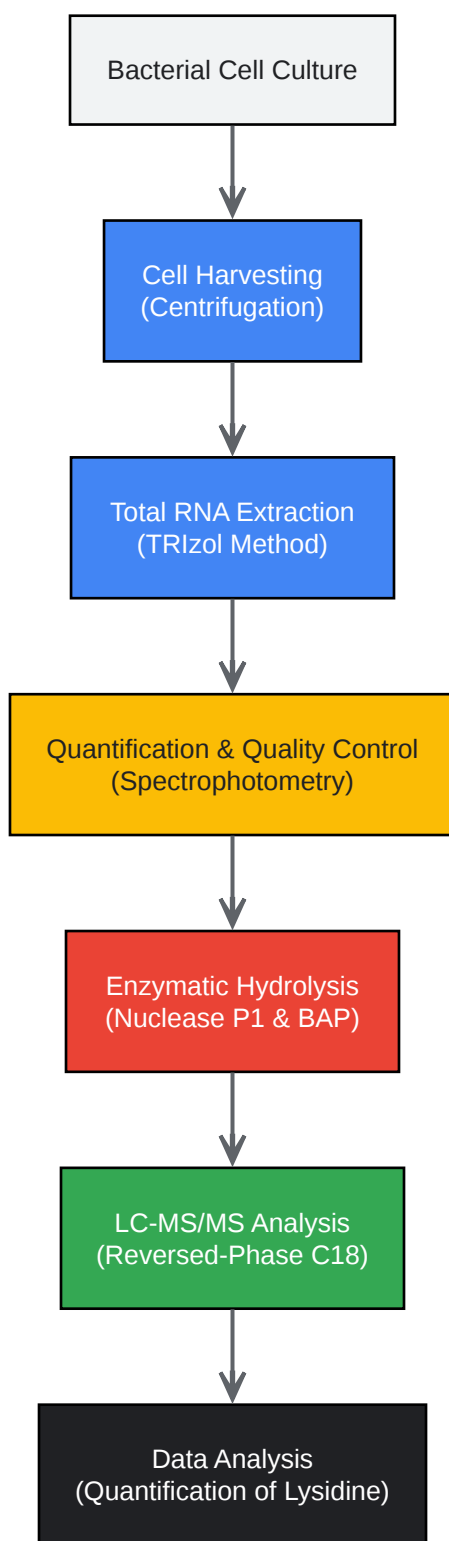 Bacterial Cell Culture
Cell Harvesting
(Centrifugation)
Total RNA Extraction
(TRIzol Method)
Quantification & Quality Control
(Spectrophotometry)
Enzymatic Hydrolysis
(Nuclease P1 & BAP)
LC-MS/MS Analysis
(Reversed-Phase C18)
Data Analysis
(Quantification of Lysidine)